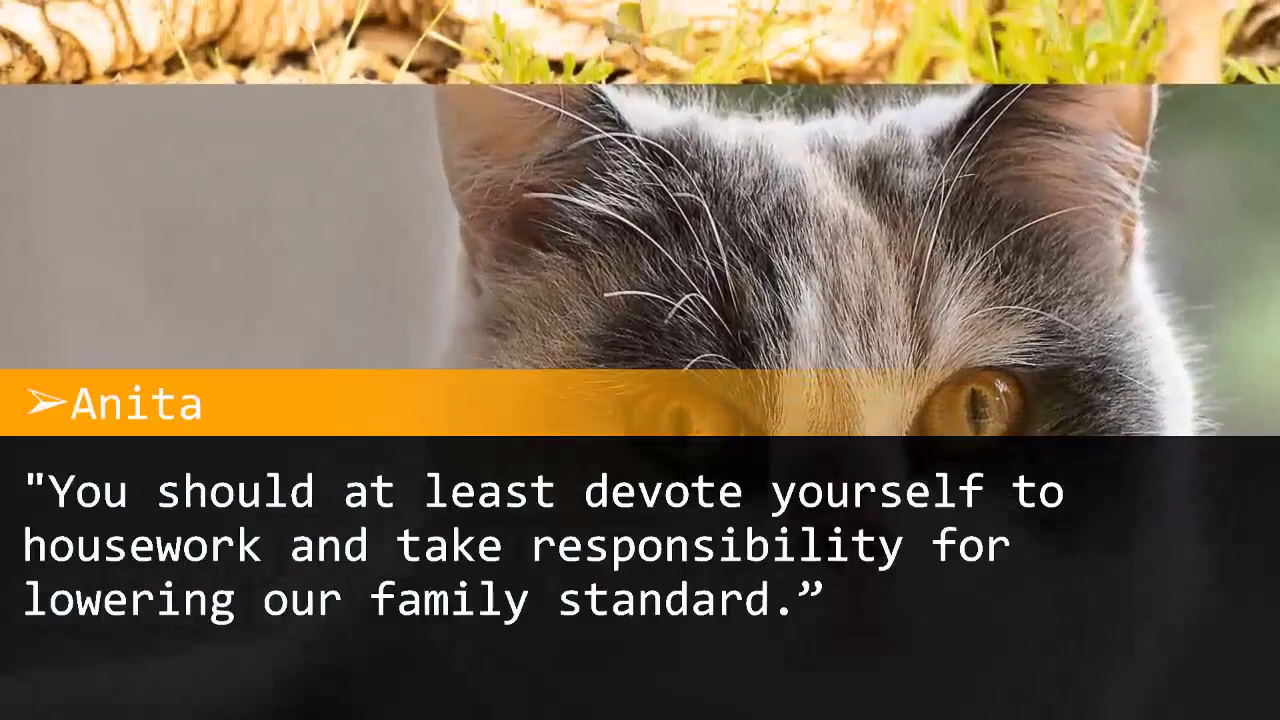 ➢Anita
"You should at least devote yourself to
housework and take responsibility for
lowering our family standard.”